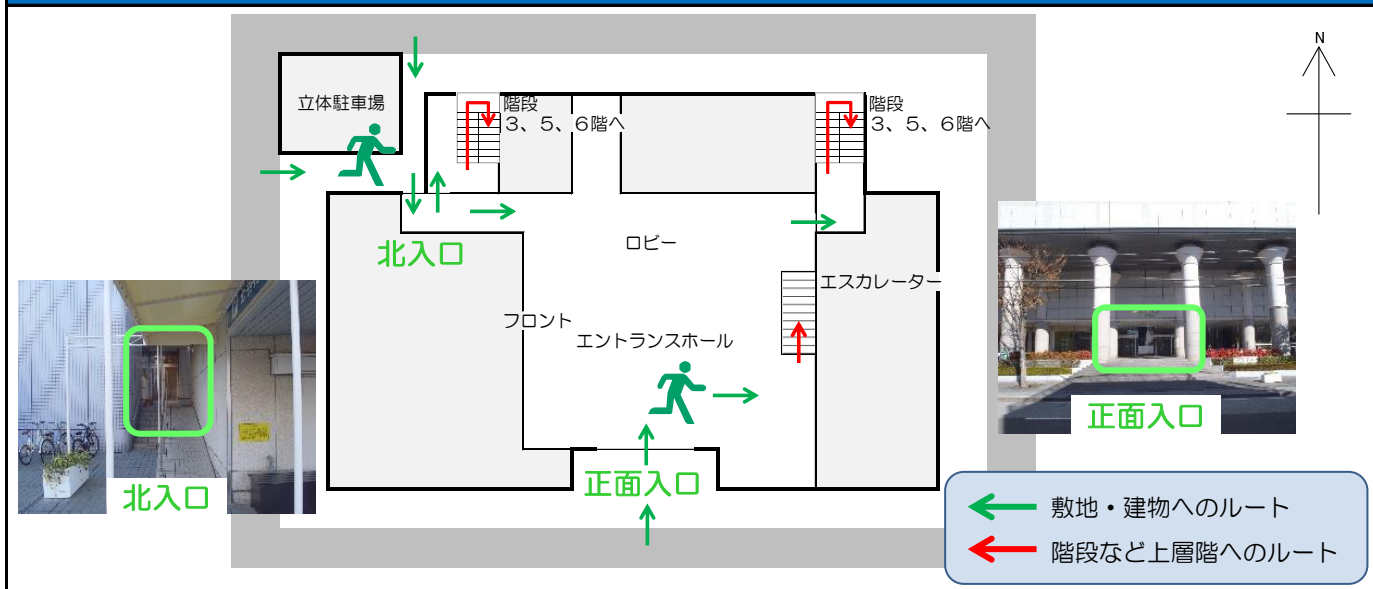 N
立体駐車場
階段
3、5、6階へ
階段
3、5、6階へ
北入口
ロビー
エスカレーター
フロント
エントランスホール
正面入口
北入口
正面入口
敷地・建物へのルート
階段など上層階へのルート